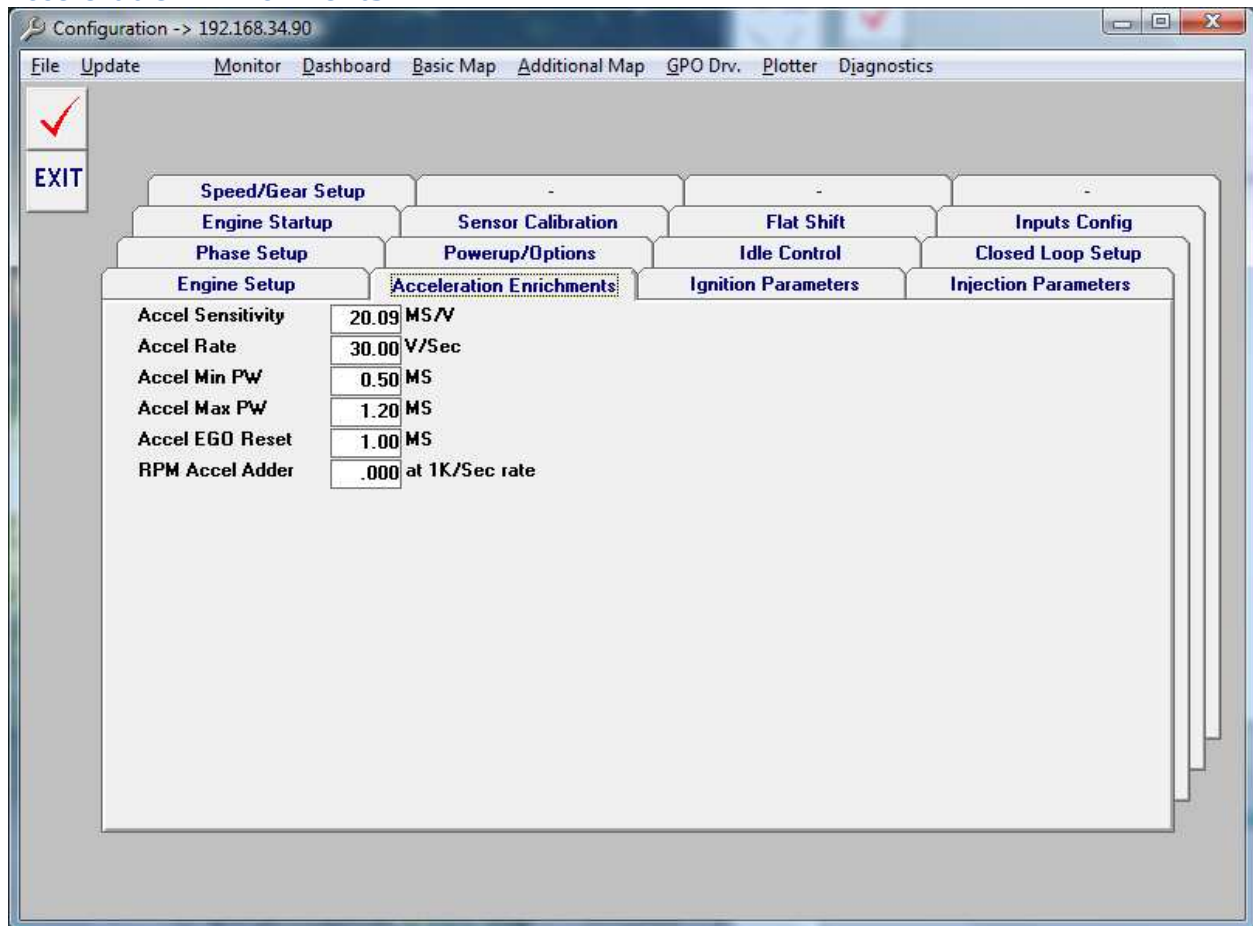 Configuration -> 192.168.34.90
File Update Monitor Dashboard Basic Map Additional Map GPO Drv. Plotter Diagnostics
EXIT
Speed/Gear Setup - - -
Engine Startup Sensor Calibration Flat Shift Inputs Config
Phase Setup Powerup/Options Idle Control Closed Loop Setup
Engine Setup Acceleration Enrichments Ignition Parameters Injection Parameters
Accel Sensitivity 20.09 MS/V
Accel Rate 30.00 V/Sec
Accel Min PW 0.50 MS
Accel Max PW 1.20 MS
Accel EGO Reset 1.00 MS
RPM Accel Adder .000 at 1K/Sec rate